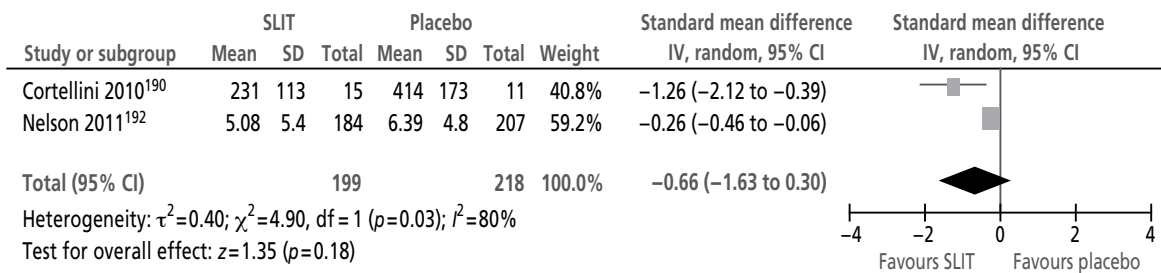 SLIT Placebo Standard mean difference Standard mean difference
Study or subgroup Mean SD Total Mean SD Total Weight IV, random, 95% CI IV, random, 95% CI
Cortellini 2010¹⁹⁰ 231 113 15 414 173 11 40.8% −1.26 (−2.12 to −0.39)
Nelson 2011¹⁹² 5.08 5.4 184 6.39 4.8 207 59.2% −0.26 (−0.46 to −0.06)
Total (95% CI) 199 218 100.0% −0.66 (−1.63 to 0.30)
Heterogeneity: τ²=0.40; χ²=4.90, df=1 (p=0.03); I²=80%
Test for overall effect: z=1.35 (p=0.18)
−4 −2 0 2 4
Favours SLIT Favours placebo